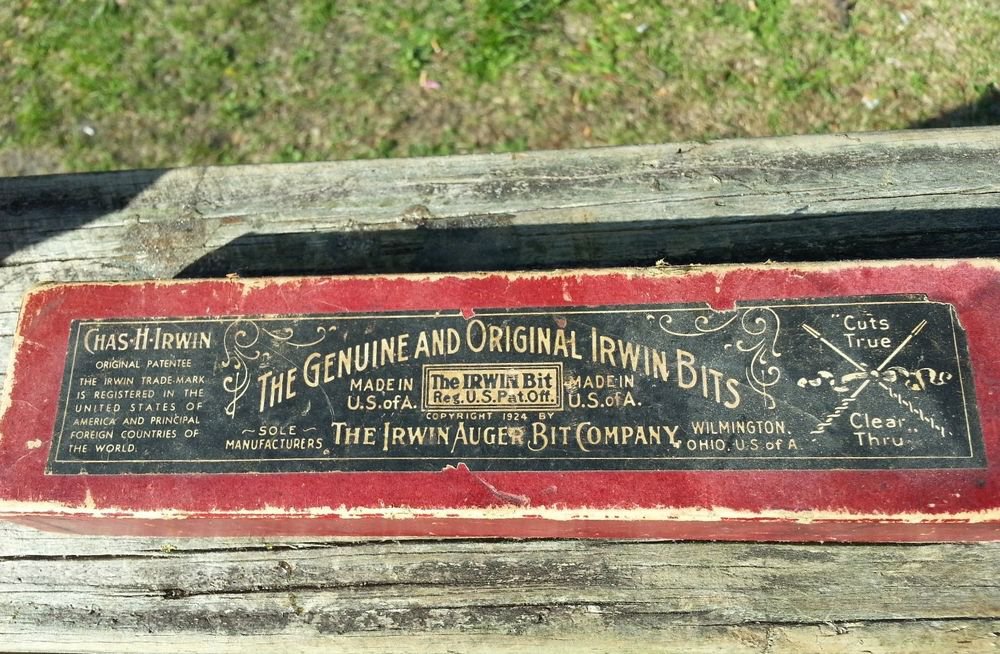 Chas. H. Irwin
ORIGINAL PATENTEE
THE IRWIN TRADE-MARK
IS REGISTERED IN THE
UNITED STATES OF
AMERICA AND PRINCIPAL
FOREIGN COUNTRIES OF
THE WORLD.
THE GENUINE AND ORIGINAL IRWIN BITS
MADE IN
U.S. of A.
The IRWIN Bit
Reg. U.S. Pat. Off.
MADE IN
U.S. of A.
COPYRIGHT 1924 BY
~ SOLE ~
MANUFACTURERS
THE IRWIN AUGER BIT COMPANY,
WILMINGTON,
OHIO, U.S. of A.
"Cuts
True
Clear
Thru"